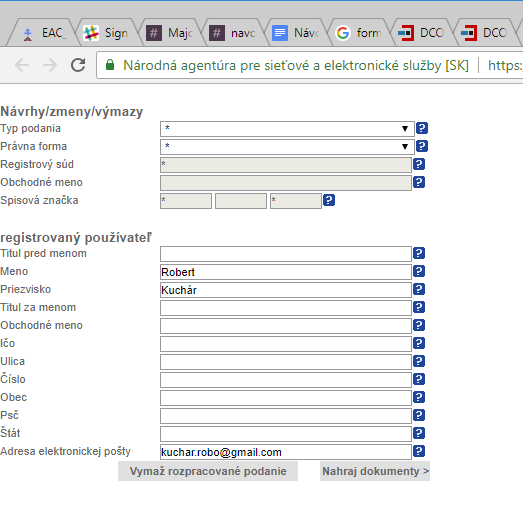 EAC_ Sign Majo navo Návo form DCO DCO
Národná agentúra pre sieťové a elektronické služby [SK] https:
Návrhy/zmeny/výmazy
Typ podania * ?
Právna forma * ?
Registrový súd * ?
Obchodné meno ?
Spisová značka * * ?
registrovaný používateľ
Titul pred menom ?
Meno Robert ?
Priezvisko Kuchár ?
Titul za menom ?
Obchodné meno ?
Ičo ?
Ulica ?
Číslo ?
Obec ?
Psč ?
Štát ?
Adresa elektronickej pošty kuchar.robo@gmail.com ?
Vymaž rozpracované podanie Nahraj dokumenty >